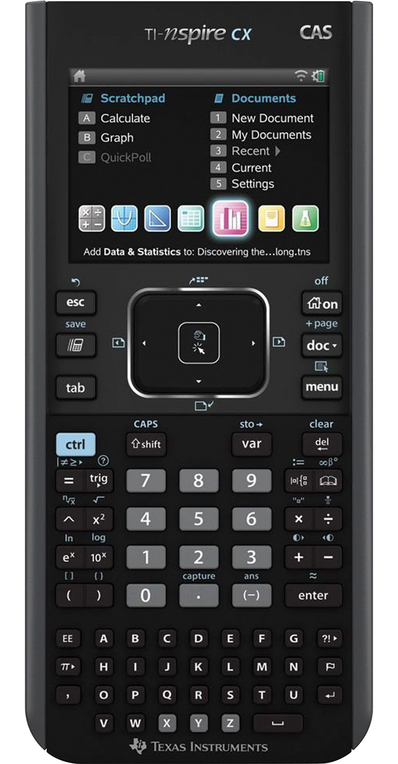 TI-nspire CX CAS
Scratchpad Documents
A Calculate 1 New Document
B Graph 2 My Documents
C QuickPoll 3 Recent
4 Current
5 Settings
Add Data & Statistics to: Discovering the...long.tns
off
esc on
save + page
doc
tab menu
CAPS sto→ clear
ctrl shift var del
|≠≥▸ ? := ∞β°
= trig 7 8 9
ⁿ√x √ "□"
^ x² 4 5 6 × ÷
ln log
eˣ 10ˣ 1 2 3 + −
[ ] { } capture ans ≈
( ) 0 . (−) enter
EE A B C D E F G ?!▸
π▸ H I J K L M N
, O P Q R S T U ↵
V W X Y Z
TEXAS INSTRUMENTS